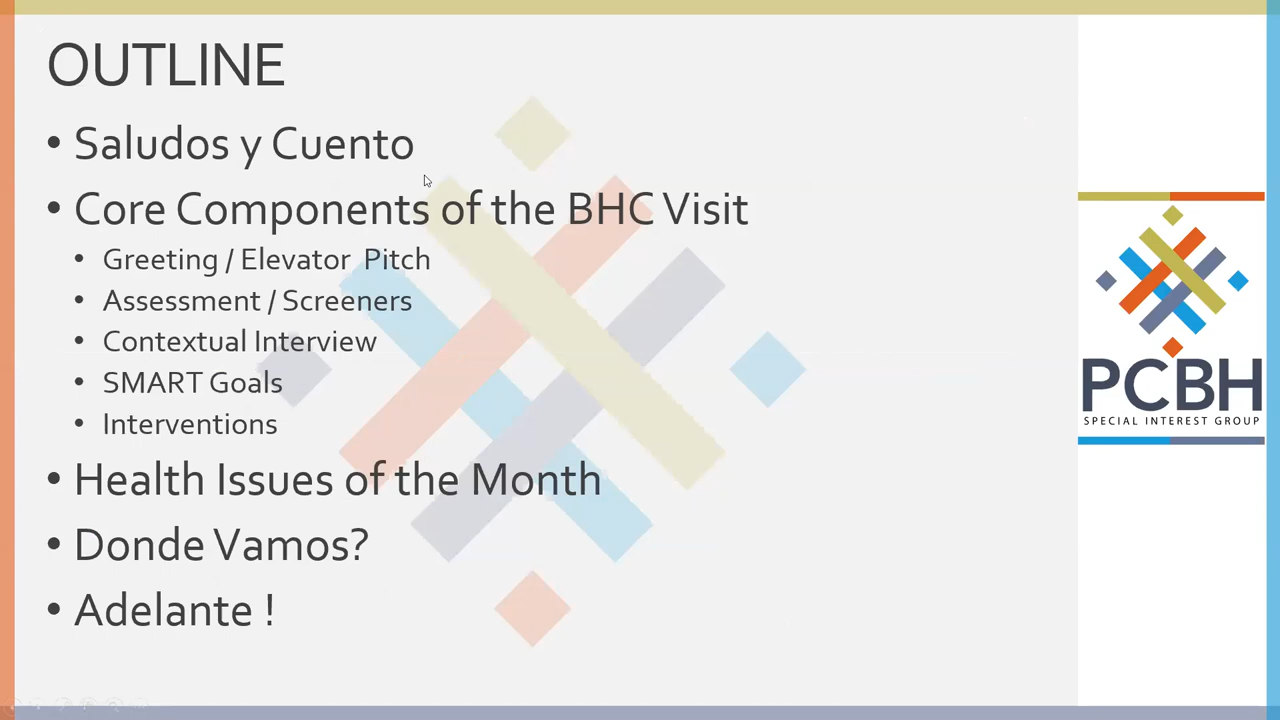 OUTLINE
• Saludos y Cuento
• Core Components of the BHC Visit
• Greeting / Elevator Pitch
• Assessment / Screeners
• Contextual Interview
• SMART Goals
• Interventions
• Health Issues of the Month
• Donde Vamos?
• Adelante !
PCBH
SPECIAL INTEREST GROUP